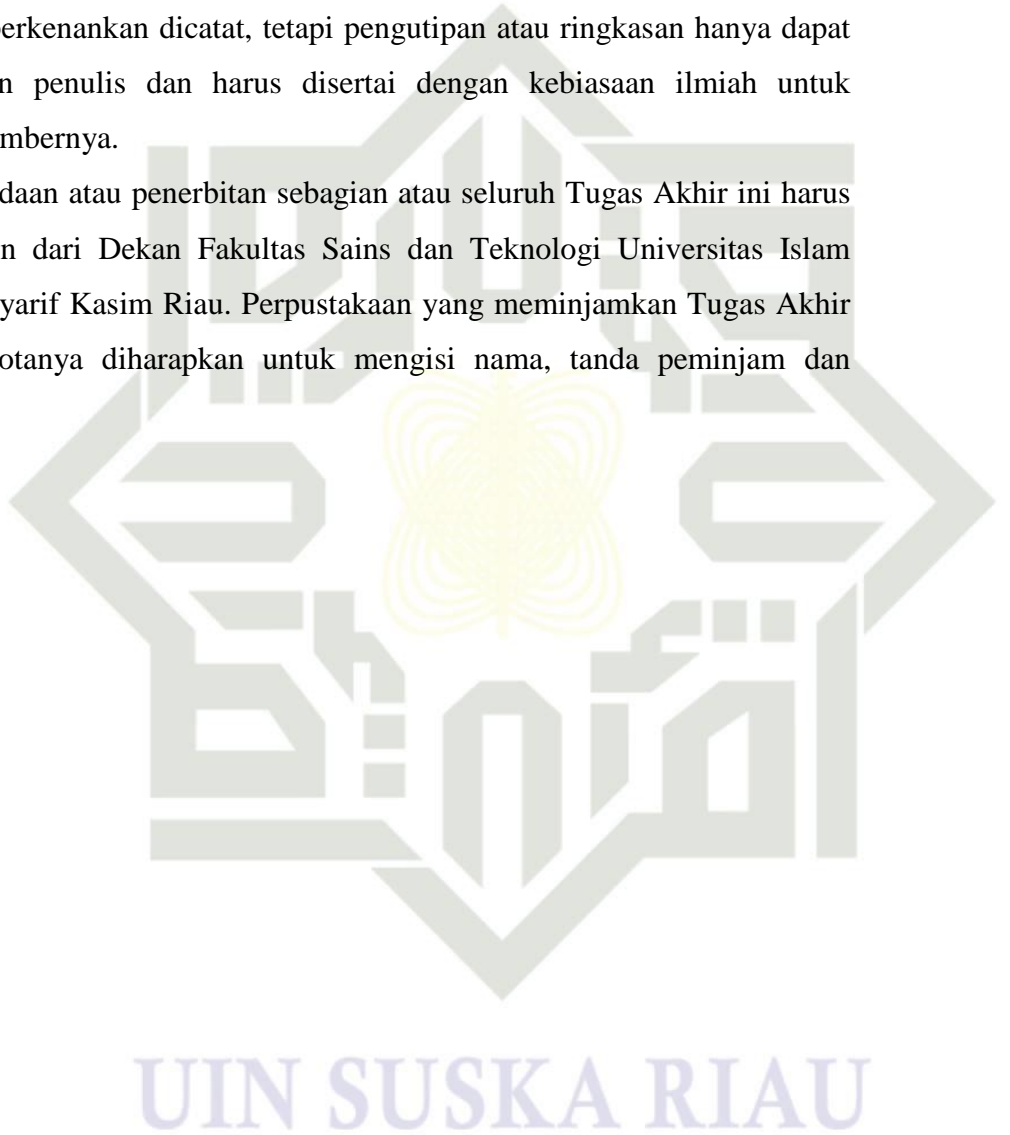 perkenankan dicatat, tetapi pengutipan atau ringkasan hanya dapat
n penulis dan harus disertai dengan kebiasaan ilmiah untuk
mbernya.
daan atau penerbitan sebagian atau seluruh Tugas Akhir ini harus
n dari Dekan Fakultas Sains dan Teknologi Universitas Islam
yarif Kasim Riau. Perpustakaan yang meminjamkan Tugas Akhir
otanya diharapkan untuk mengisi nama, tanda peminjam dan
UIN SUSKA RIAU